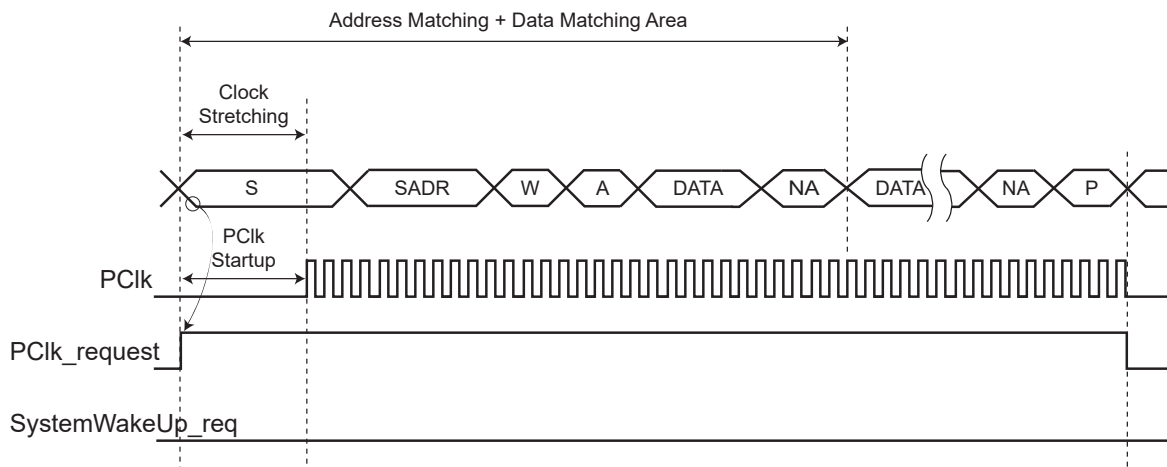 Address Matching + Data Matching Area
Clock
Stretching
S
SADR
W
A
DATA
NA
DATA
NA
P
PClk
Startup
PClk
PClk_request
SystemWakeUp_req